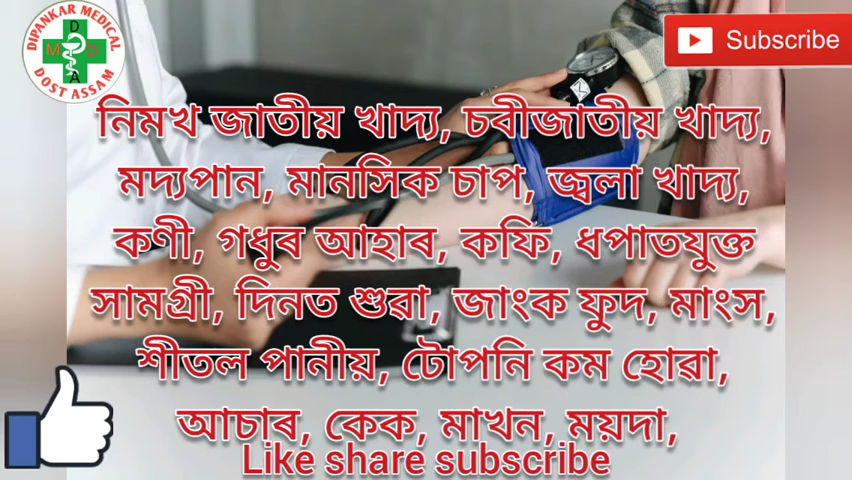 DIPANKAR MEDICAL
D
M D
A
DOST ASSAM
Subscribe
নিমখ জাতীয় খাদ্য, চৰ্বীজাতীয় খাদ্য,
মদ্যপান, মানসিক চাপ, জ্বলা খাদ্য,
কণী, গধুৰ আহাৰ, কফি, ধপাতযুক্ত
সামগ্ৰী, দিনত শুৱা, জাংক ফুদ, মাংস,
শীতল পানীয়, টোপনি কম হোৱা,
আচাৰ, কেক, মাখন, ময়দা,
Like share subscribe